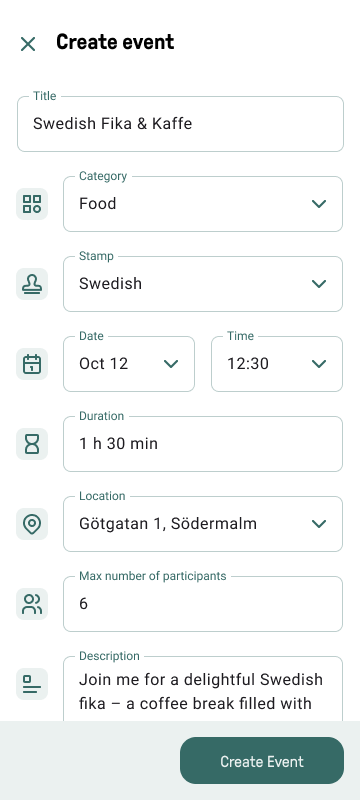 Create event
Title
Swedish Fika & Kaffe
Category
Food
Stamp
Swedish
Date
Time
Oct 12
12:30
Duration
1 h 30 min
Location
Götgatan 1, Södermalm
Max number of participants
6
Description
Join me for a delightful Swedish
fika – a coffee break filled with
Create Event